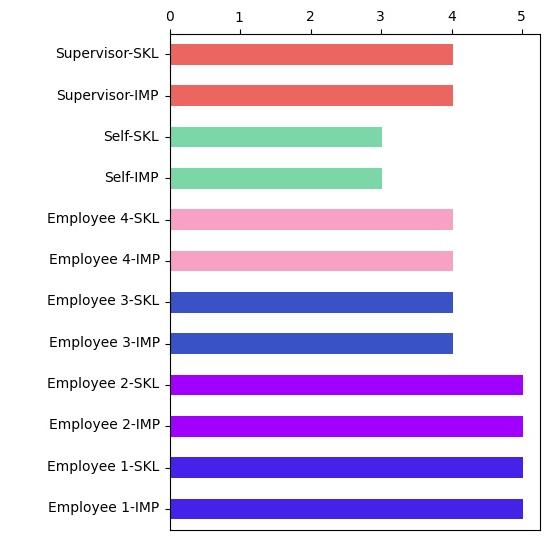 0 1 2 3 4 5
Supervisor-SKL
Supervisor-IMP
Self-SKL
Self-IMP
Employee 4-SKL
Employee 4-IMP
Employee 3-SKL
Employee 3-IMP
Employee 2-SKL
Employee 2-IMP
Employee 1-SKL
Employee 1-IMP